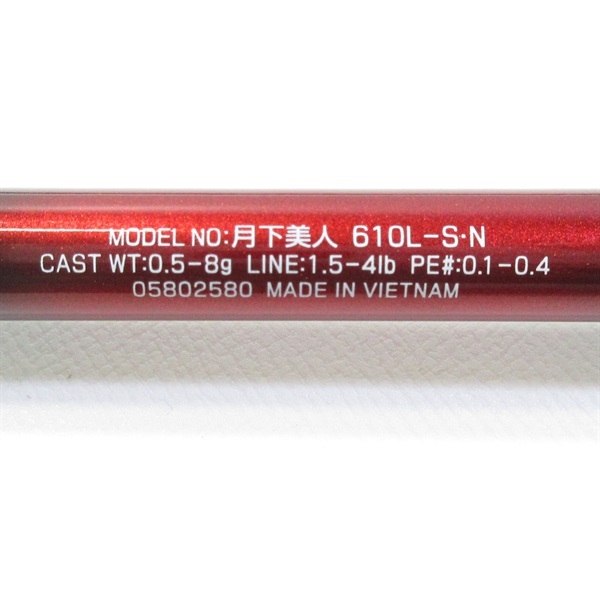 MODEL NO:月下美人 610L-S·N
CAST WT:0.5-8g LINE:1.5-4lb PE#:0.1-0.4
05802580 MADE IN VIETNAM